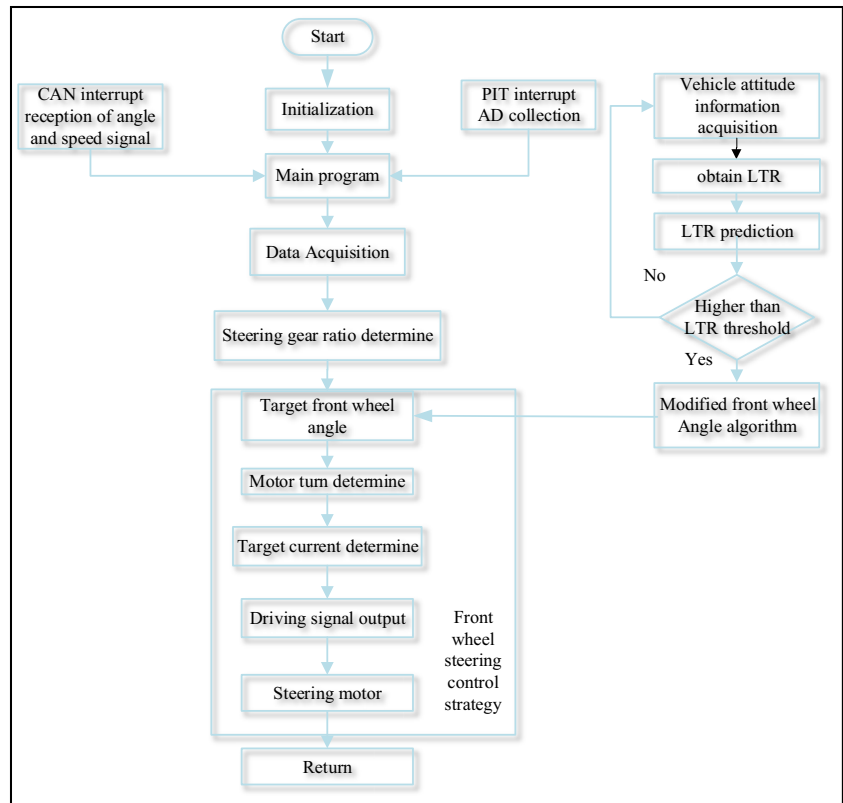 Start
CAN interrupt
reception of angle
and speed signal
Initialization
PIT interrupt
AD collection
Vehicle attitude
information
acquisition
Main program
obtain LTR
Data Acquisition
LTR prediction
No
Higher than
LTR threshold
Steering gear ratio determine
Yes
Target front wheel
angle
Modified front wheel
Angle algorithm
Motor turn determine
Target current determine
Driving signal output
Front
wheel
steering
control
strategy
Steering motor
Return